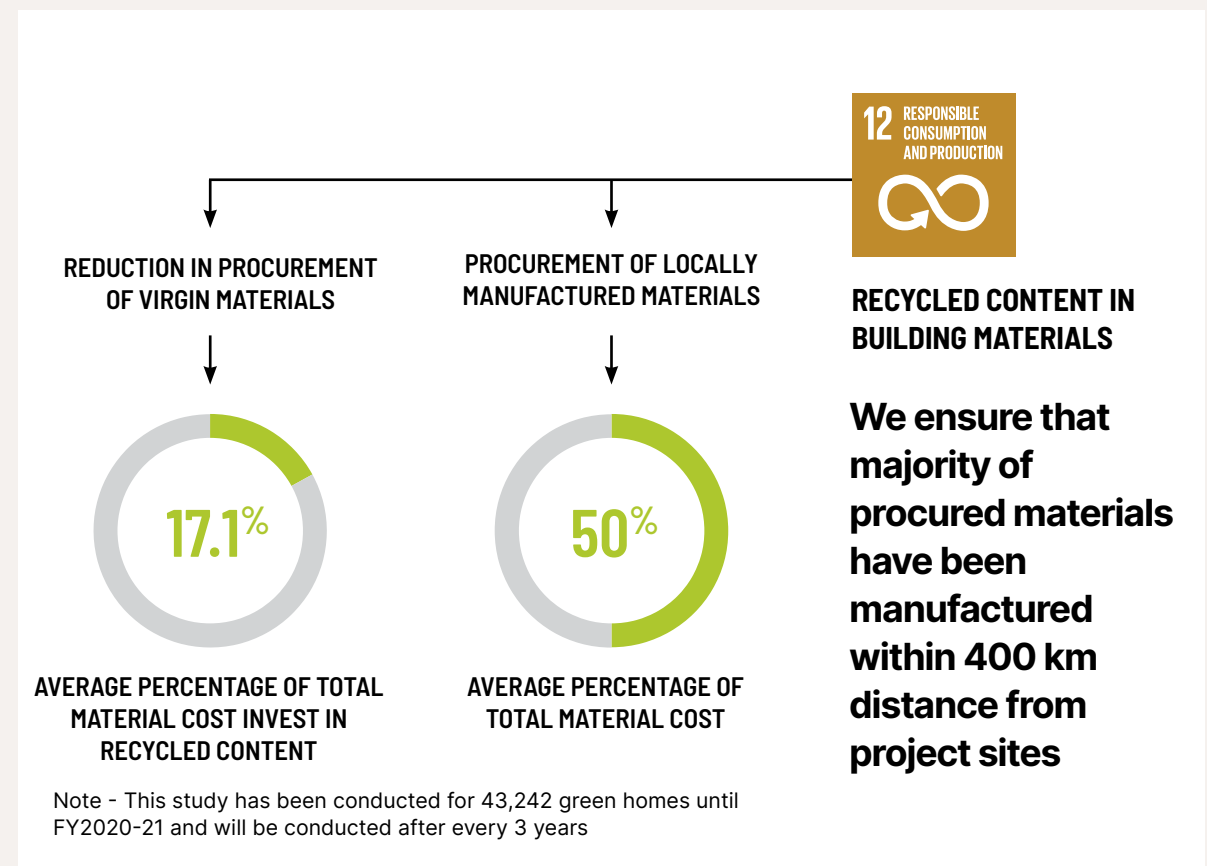 12 RESPONSIBLE
CONSUMPTION
AND PRODUCTION
REDUCTION IN PROCUREMENT
OF VIRGIN MATERIALS
PROCUREMENT OF LOCALLY
MANUFACTURED MATERIALS
RECYCLED CONTENT IN
BUILDING MATERIALS
17.1%
50%
We ensure that
majority of
procured materials
have been
manufactured
within 400 km
distance from
project sites
AVERAGE PERCENTAGE OF TOTAL
MATERIAL COST INVEST IN
RECYCLED CONTENT
AVERAGE PERCENTAGE OF
TOTAL MATERIAL COST
Note - This study has been conducted for 43,242 green homes until
FY2020-21 and will be conducted after every 3 years